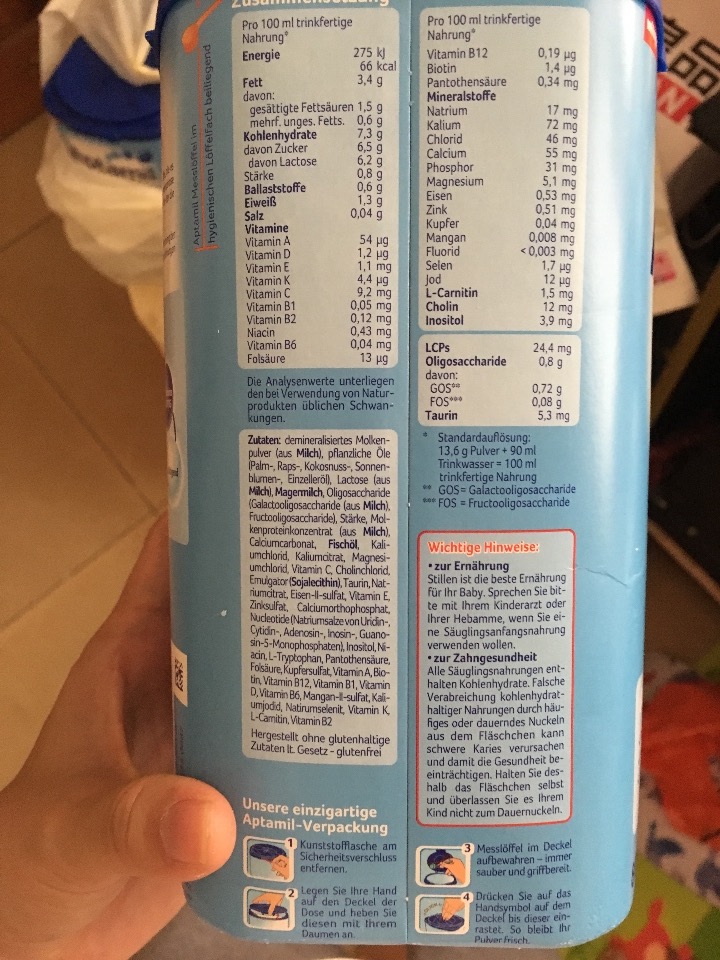 Zusammensetzung
Aptamil Messlöffel im
hygienischen Löffelfach beiliegend
Pro 100 ml trinkfertige
Nahrung*
Energie 275 kJ
66 kcal
Fett 3,4 g
davon:
gesättigte Fettsäuren 1,5 g
mehrf. unges. Fetts. 0,6 g
Kohlenhydrate 7,3 g
davon Zucker 6,5 g
davon Lactose 6,2 g
Stärke 0,8 g
Ballaststoffe 0,6 g
Eiweiß 1,3 g
Salz 0,04 g
Vitamine
Vitamin A 54 µg
Vitamin D 1,2 µg
Vitamin E 1,1 mg
Vitamin K 4,4 µg
Vitamin C 9,2 mg
Vitamin B1 0,05 mg
Vitamin B2 0,12 mg
Niacin 0,43 mg
Vitamin B6 0,04 mg
Folsäure 13 µg
Die Analysenwerte unterliegen
den bei Verwendung von Natur-
produkten üblichen Schwan-
kungen.
Zutaten: demineralisiertes Molken-
pulver (aus Milch), pflanzliche Öle
(Palm-, Raps-, Kokosnuss-, Sonnen-
blumen-, Einzelleröl), Lactose (aus
Milch), Magermilch, Oligosaccharide
(Galactooligosaccharide (aus Milch),
Fructooligosaccharide), Stärke, Mol-
kenproteinkonzentrat (aus Milch),
Calciumcarbonat, Fischöl, Kali-
umchlorid, Kaliumcitrat, Magnesi-
umchlorid, Vitamin C, Cholinchlorid,
Emulgator (Sojalecithin), Taurin, Nat-
riumcitrat, Eisen-II-sulfat, Vitamin E,
Zinksulfat, Calciumorthophosphat,
Nucleotide (Natriumsalze von Uridin-,
Cytidin-, Adenosin-, Inosin-, Guano-
sin-5-Monophosphaten), Inositol, Ni-
acin, L-Tryptophan, Pantothensäure,
Folsäure, Kupfersulfat, Vitamin A, Bio-
tin, Vitamin B12, Vitamin B1, Vitamin
D, Vitamin B6, Mangan-II-sulfat, Kali-
umjodid, Natirumselenit, Vitamin K,
L-Carnitin, Vitamin B2
Hergestellt ohne glutenhaltige
Zutaten lt. Gesetz - glutenfrei
Unsere einzigartige
Aptamil-Verpackung
1 Kunststofflasche am
Sicherheitsverschluss
entfernen.
2 Legen Sie Ihre Hand
auf den Deckel der
Dose und heben Sie
diesen mit Ihrem
Daumen an.
Pro 100 ml trinkfertige
Nahrung*
Vitamin B12 0,19 µg
Biotin 1,4 µg
Pantothensäure 0,34 mg
Mineralstoffe
Natrium 17 mg
Kalium 72 mg
Chlorid 46 mg
Calcium 55 mg
Phosphor 31 mg
Magnesium 5,1 mg
Eisen 0,53 mg
Zink 0,51 mg
Kupfer 0,04 mg
Mangan 0,008 mg
Fluorid <0,003 mg
Selen 1,7 µg
Jod 12 µg
L-Carnitin 1,5 mg
Cholin 12 mg
Inositol 3,9 mg
LCPs 24,4 mg
Oligosaccharide 0,8 g
davon:
GOS** 0,72 g
FOS*** 0,08 g
Taurin 5,3 mg
* Standardauflösung:
13,6 g Pulver + 90 ml
Trinkwasser = 100 ml
trinkfertige Nahrung
** GOS = Galactooligosaccharide
*** FOS = Fructooligosaccharide
Wichtige Hinweise:
• zur Ernährung
Stillen ist die beste Ernährung
für Ihr Baby. Sprechen Sie bit-
te mit Ihrem Kinderarzt oder
Ihrer Hebamme, wenn Sie ei-
ne Säuglingsanfangsnahrung
verwenden wollen.
• zur Zahngesundheit
Alle Säuglingsnahrungen ent-
halten Kohlenhydrate. Falsche
Verabreichung kohlenhydrat-
haltiger Nahrungen durch häu-
figes oder dauerndes Nuckeln
aus dem Fläschchen kann
schwere Karies verursachen
und damit die Gesundheit be-
einträchtigen. Halten Sie des-
halb das Fläschchen selbst
und überlassen Sie es Ihrem
Kind nicht zum Dauernuckeln.
3 Messlöffel im Deckel
aufbewahren – immer
sauber und griffbereit.
4 Drücken Sie auf das
Handsymbol auf dem
Deckel bis dieser ein-
rastet. So bleibt Ihr
Pulver frisch.
良品